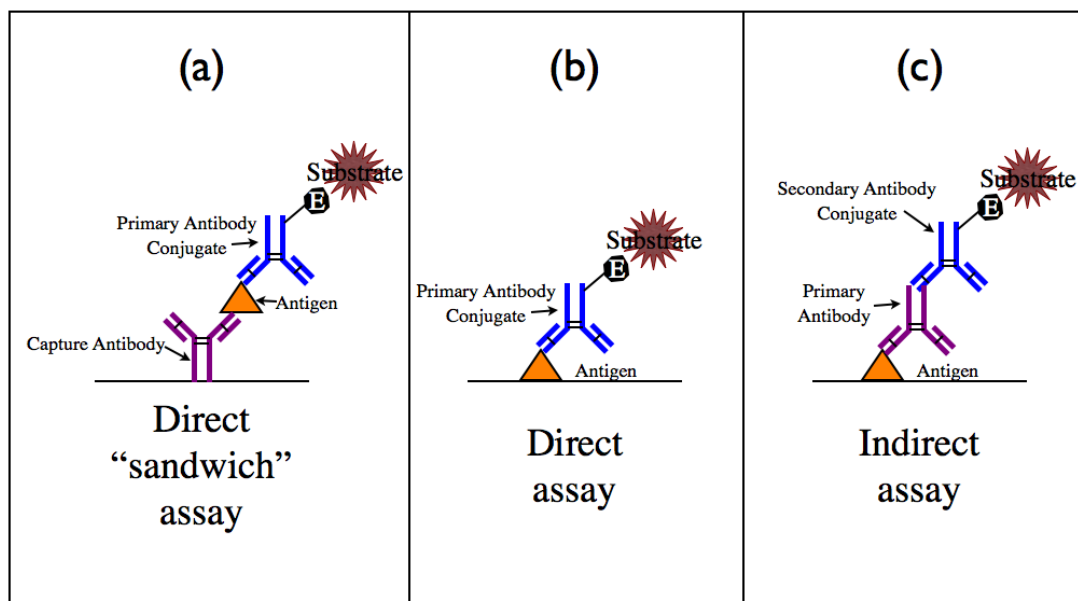 (a)
Substrate
E
Primary Antibody
Conjugate
Antigen
Capture Antibody
Direct
“sandwich”
assay
(b)
Substrate
E
Primary Antibody
Conjugate
Antigen
Direct
assay
(c)
Substrate
E
Secondary Antibody
Conjugate
Primary
Antibody
Antigen
Indirect
assay